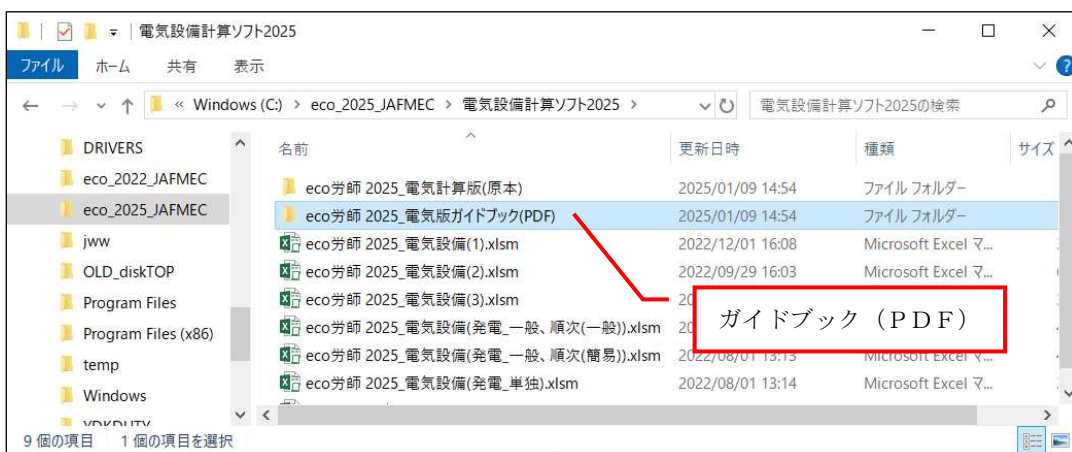 電気設備計算ソフト2025
ファイル ホーム 共有 表示
« Windows (C:) > eco_2025_JAFMEC > 電気設備計算ソフト2025 > 電気設備計算ソフト2025の検索
名前 更新日時 種類 サイズ
DRIVERS
eco_2022_JAFMEC
eco_2025_JAFMEC
jww
OLD_diskTOP
Program Files
Program Files (x86)
temp
Windows
eco労師 2025_電気計算版(原本) 2025/01/09 14:54 ファイル フォルダー
eco労師 2025_電気版ガイドブック(PDF) 2025/01/09 14:54 ファイル フォルダー
eco労師 2025_電気設備(1).xlsm 2022/12/01 16:08 Microsoft Excel マ...
eco労師 2025_電気設備(2).xlsm 2022/09/29 16:03 Microsoft Excel マ...
eco労師 2025_電気設備(3).xlsm
eco労師 2025_電気設備(発電_一般、順次(一般)).xlsm
eco労師 2025_電気設備(発電_一般、順次(簡易)).xlsm 2022/08/01 13:13 Microsoft Excel マ...
eco労師 2025_電気設備(発電_単独).xlsm 2022/08/01 13:14 Microsoft Excel マ...
ガイドブック（ＰＤＦ）
9 個の項目 1 個の項目を選択